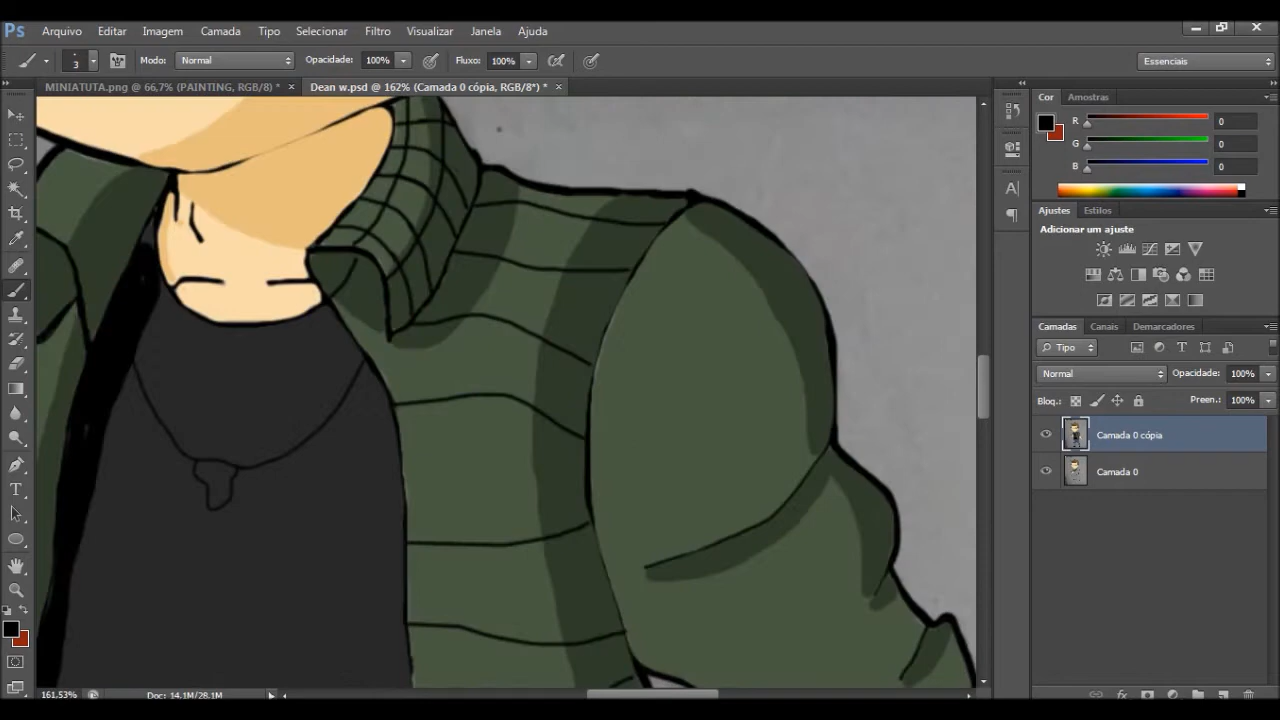 Ps Arquivo Editar Imagem Camada Tipo Selecionar Filtro Visualizar Janela Ajuda
3 Modo: Normal Opacidade: 100% Fluxo: 100% Essenciais
MINIATUTA.png @ 66,7% (PAINTING, RGB/8) * × Dean w.psd @ 162% (Camada 0 cópia, RGB/8*) * ×
Cor Amostras
R 0
G 0
B 0
Ajustes Estilos
Adicionar um ajuste
Camadas Canais Demarcadores
Tipo
Normal Opacidade: 100%
Bloq.: Preen.: 100%
Camada 0 cópia
Camada 0
161,53% Doc: 14,1M/28,1M